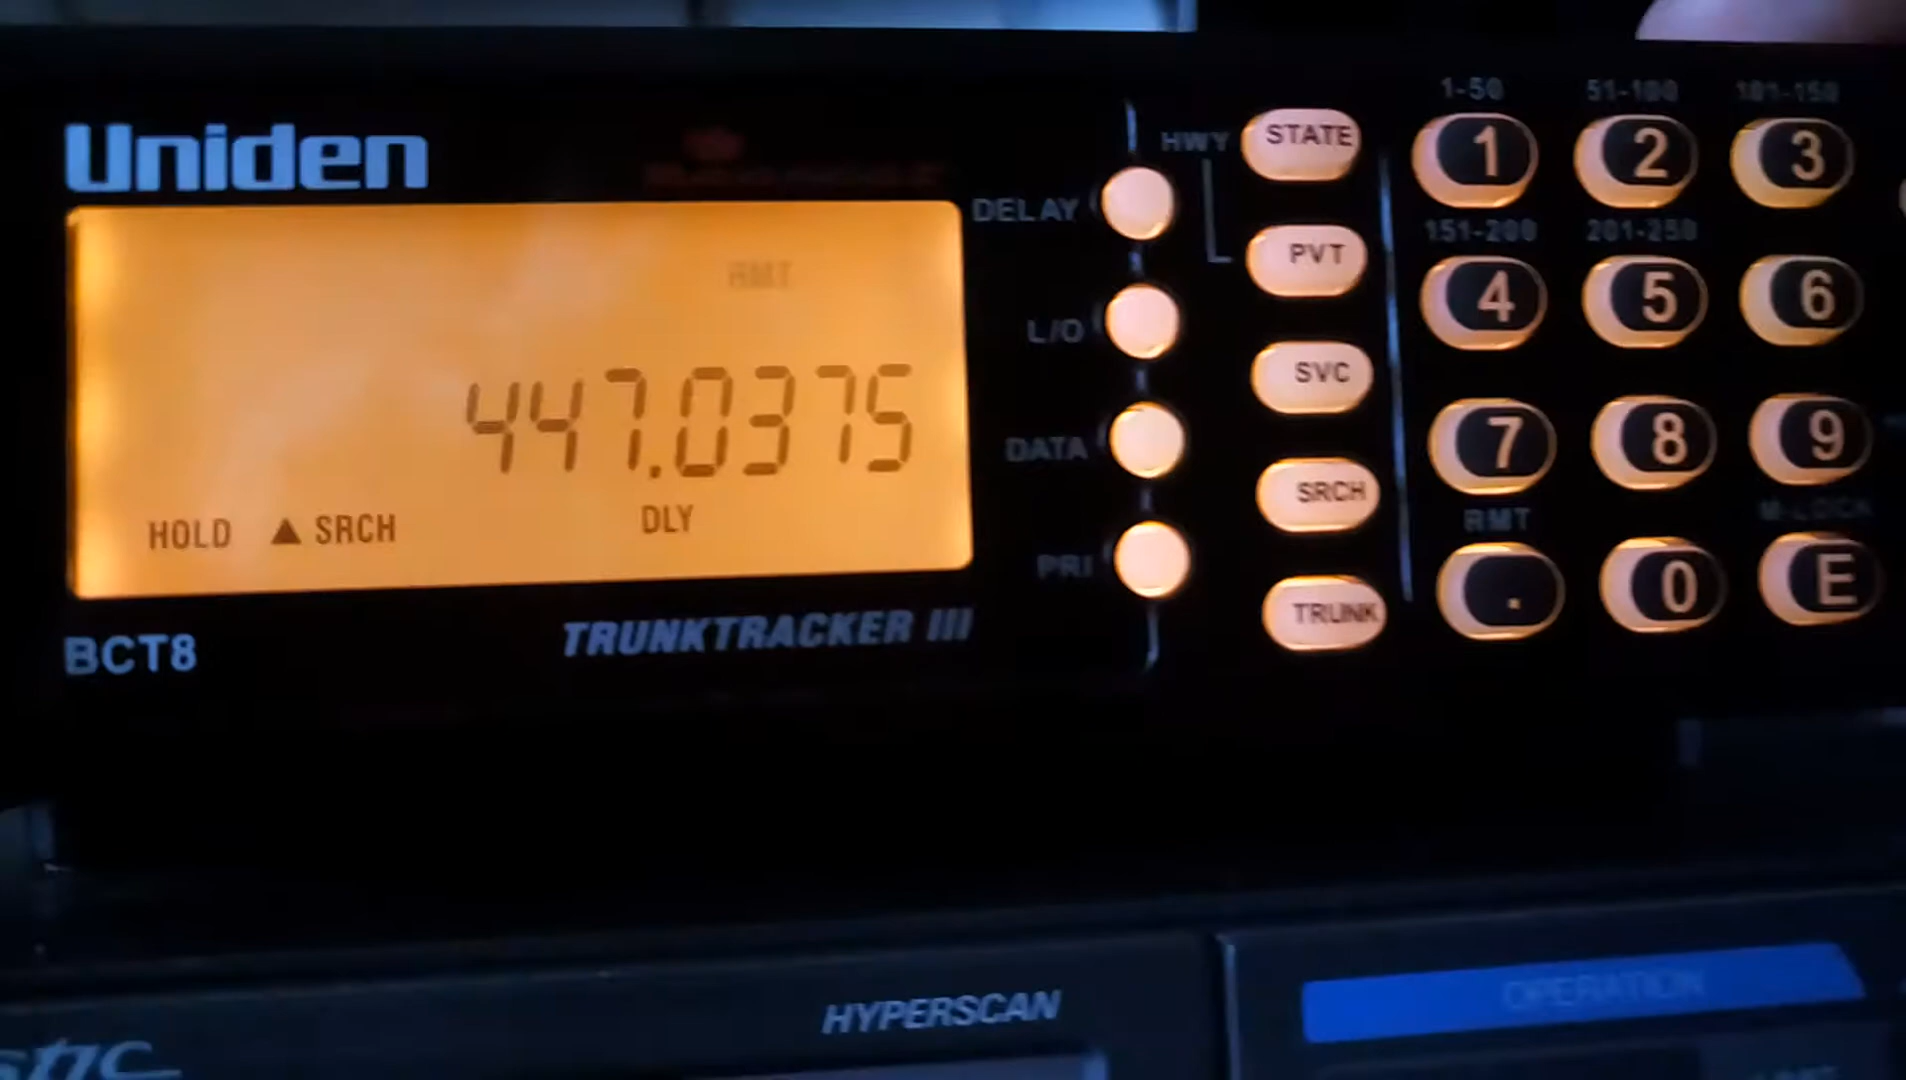 Uniden
RMT
447.0375
HOLD ▲ SRCH DLY
BCT8
TRUNKTRACKER III
DELAY
L/O
DATA
PRI
HWY
STATE
PVT
SVC
SRCH
TRUNK
1-50 51-100 101-150
1 2 3
151-200 201-250
4 5 6
7 8 9
RMT M-LOCK
. 0 E
HYPERSCAN
OPERATION